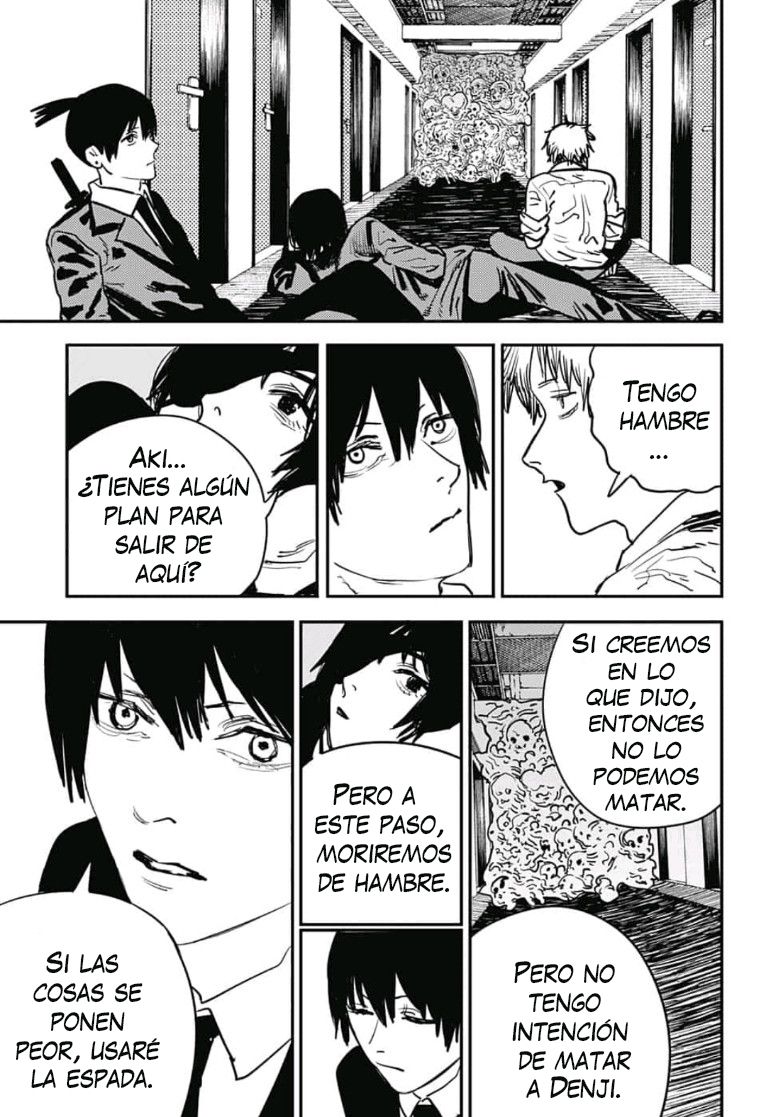 TENGO
HAMBRE
...
AKI...
¿TIENES ALGÚN
PLAN PARA
SALIR DE
AQUÍ?
SI CREEMOS
EN LO
QUE DIJO,
ENTONCES
NO LO
PODEMOS
MATAR.
PERO NO
TENGO
INTENCIÓN
DE MATAR
A DENJI.
PERO A
ESTE PASO,
MORIREMOS
DE HAMBRE.
SI LAS
COSAS SE
PONEN
PEOR, USARÉ
LA ESPADA.